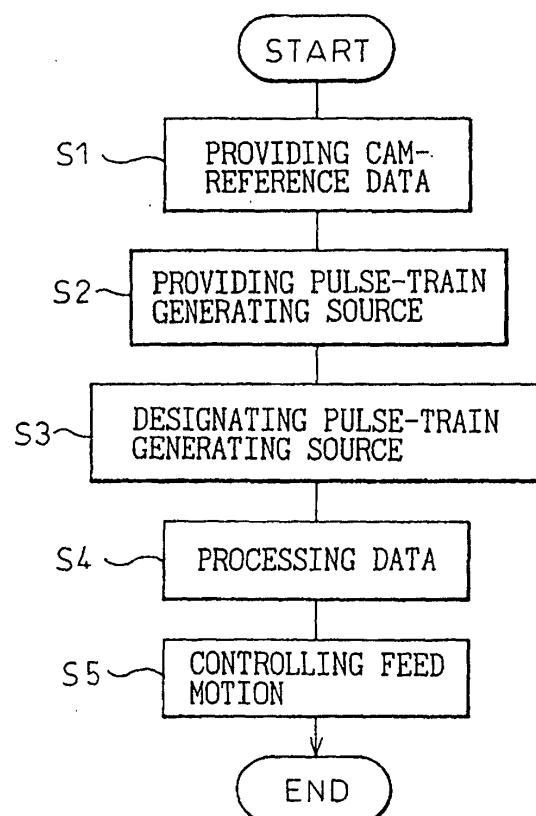 START
S1
PROVIDING CAM-
REFERENCE DATA
S2
PROVIDING PULSE-TRAIN
GENERATING SOURCE
S3
DESIGNATING PULSE-TRAIN
GENERATING SOURCE
S4
PROCESSING DATA
S5
CONTROLLING FEED
MOTION
END